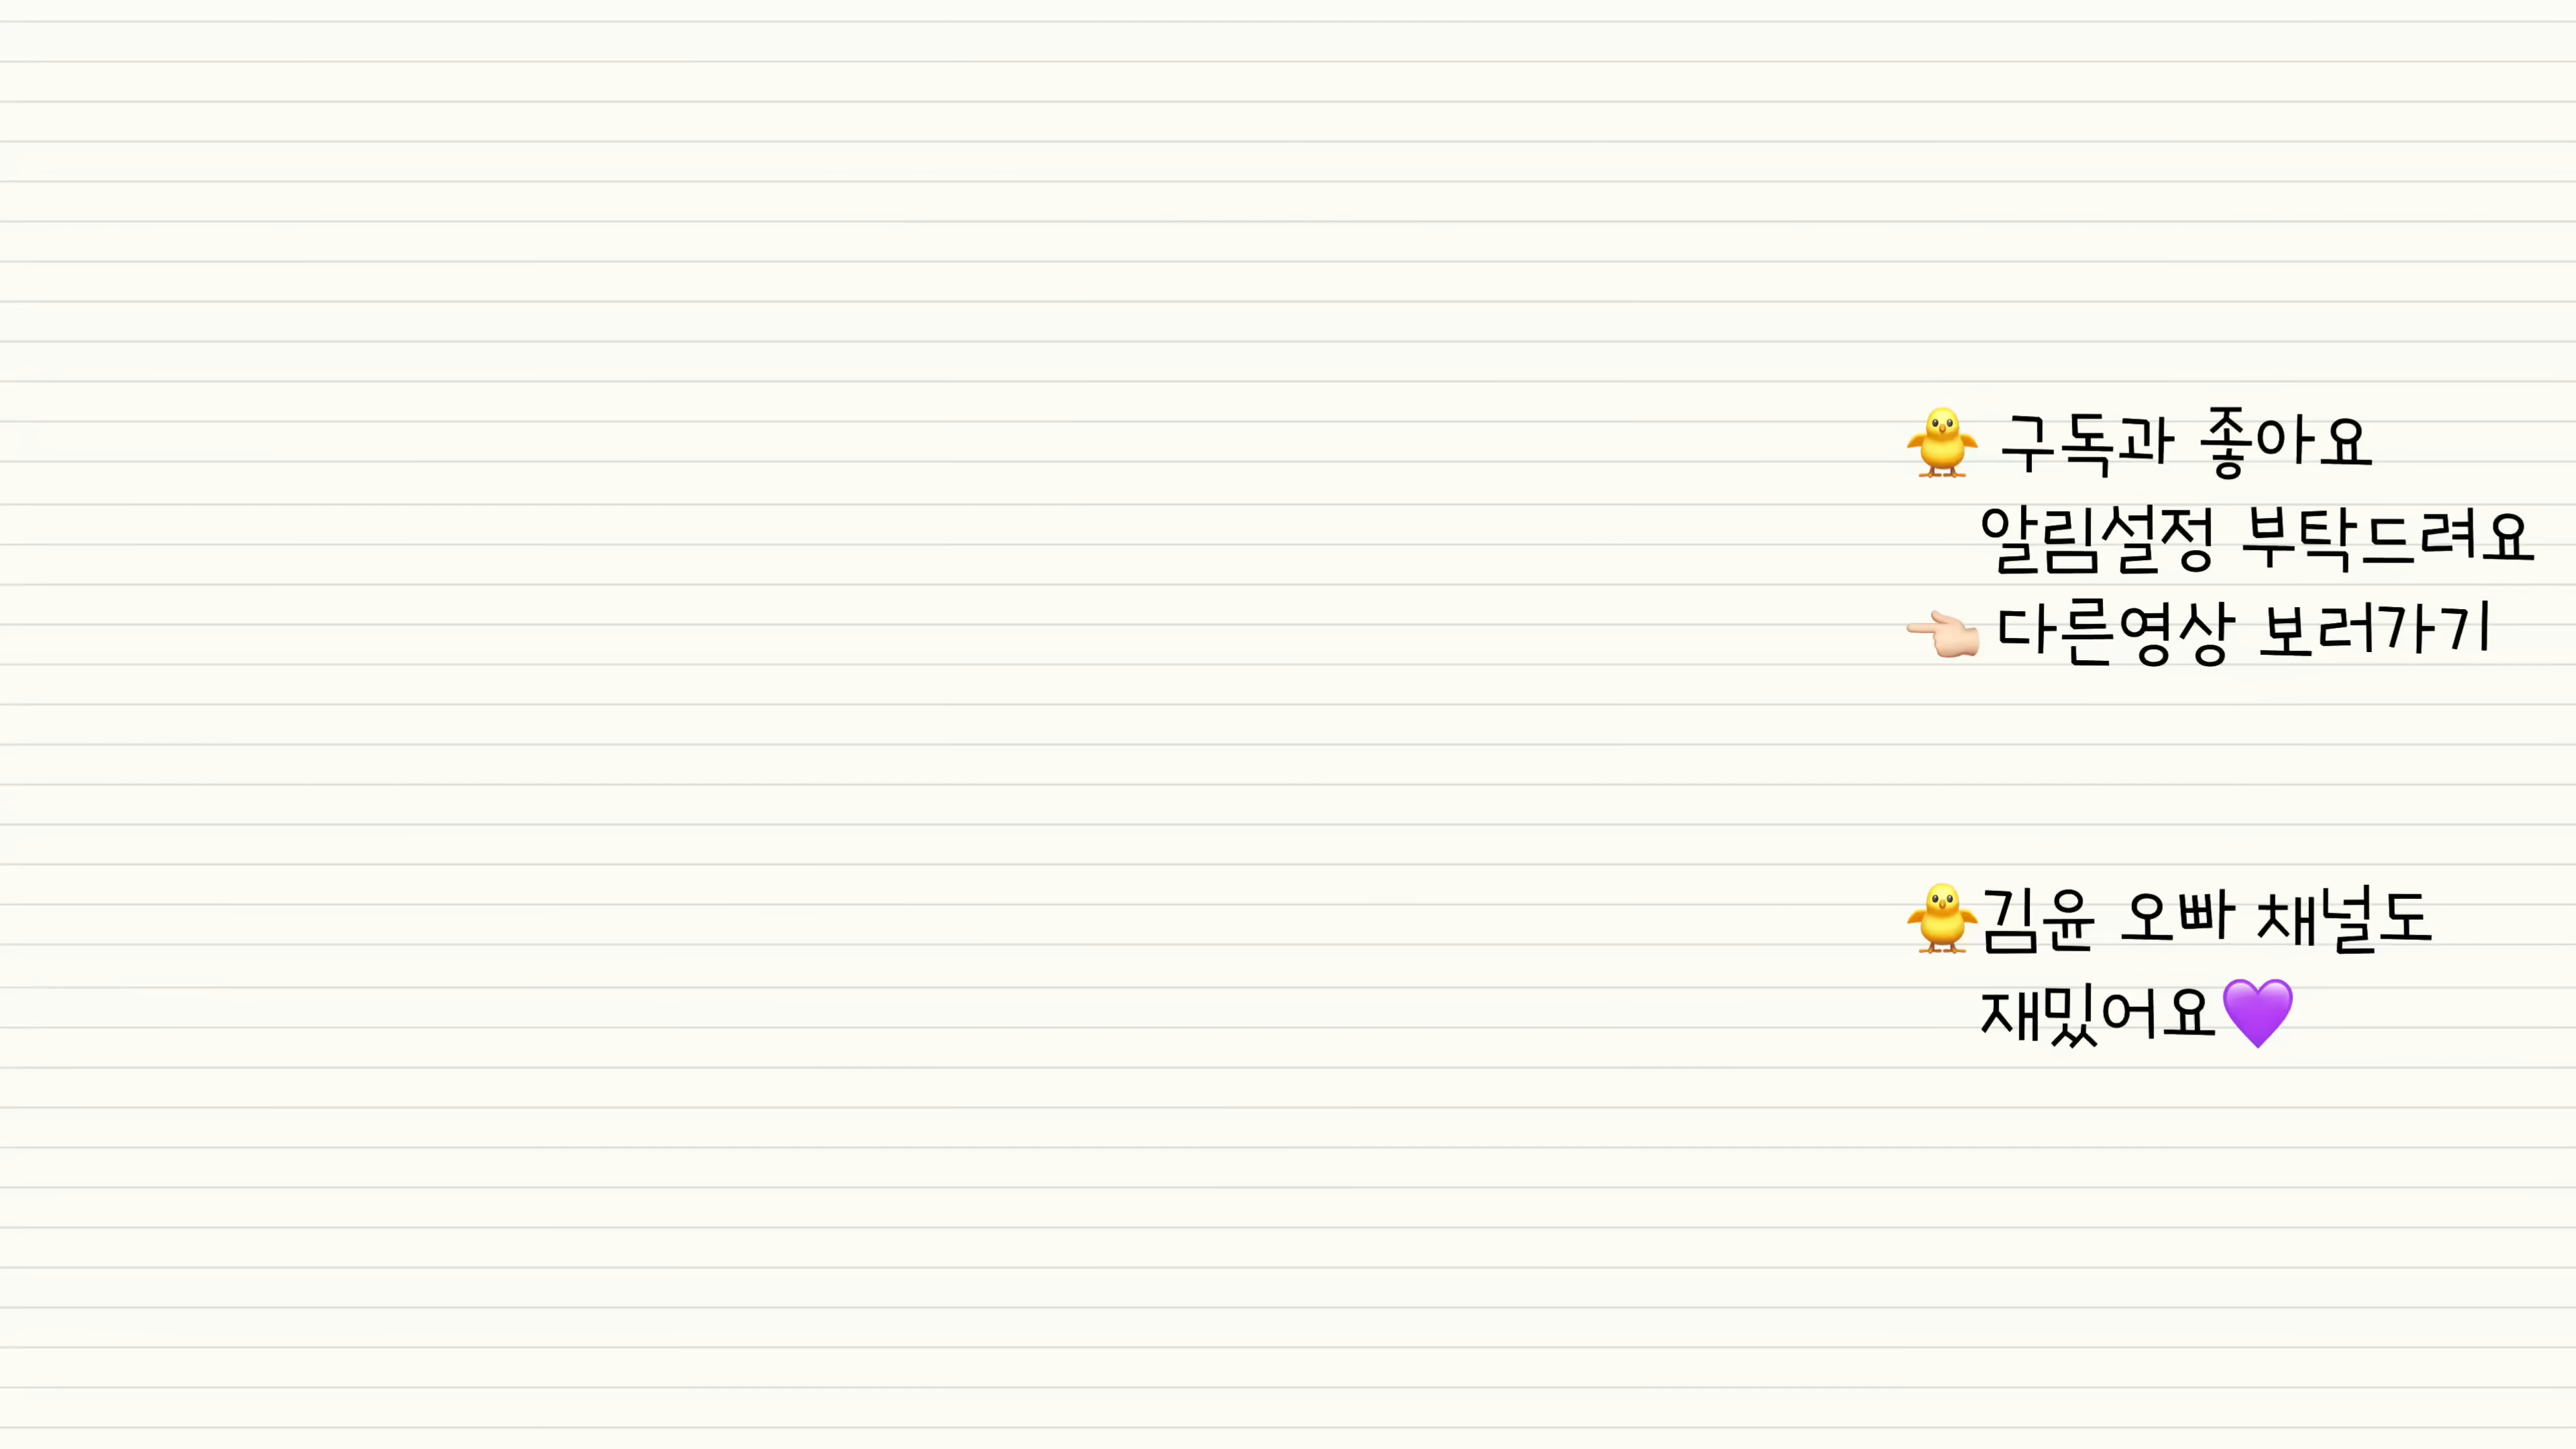 🐥 구독과 좋아요
알림설정 부탁드려요
👈🏻 다른영상 보러가기
🐥김윤 오빠 채널도
재밌어요💜